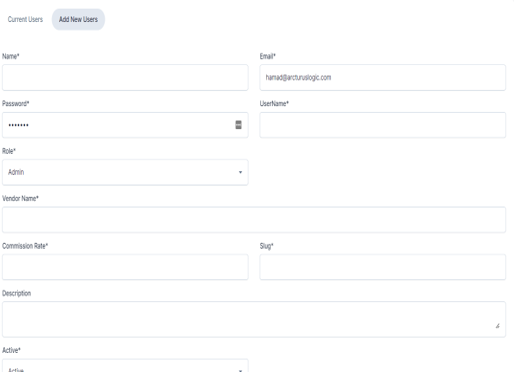 Current Users Add New Users
Name* Email*
hamad@arcturuslogic.com
Password* UserName*
•••••••
Role*
Admin
Vendor Name*
Commission Rate* Slug*
Description
Active*
Active